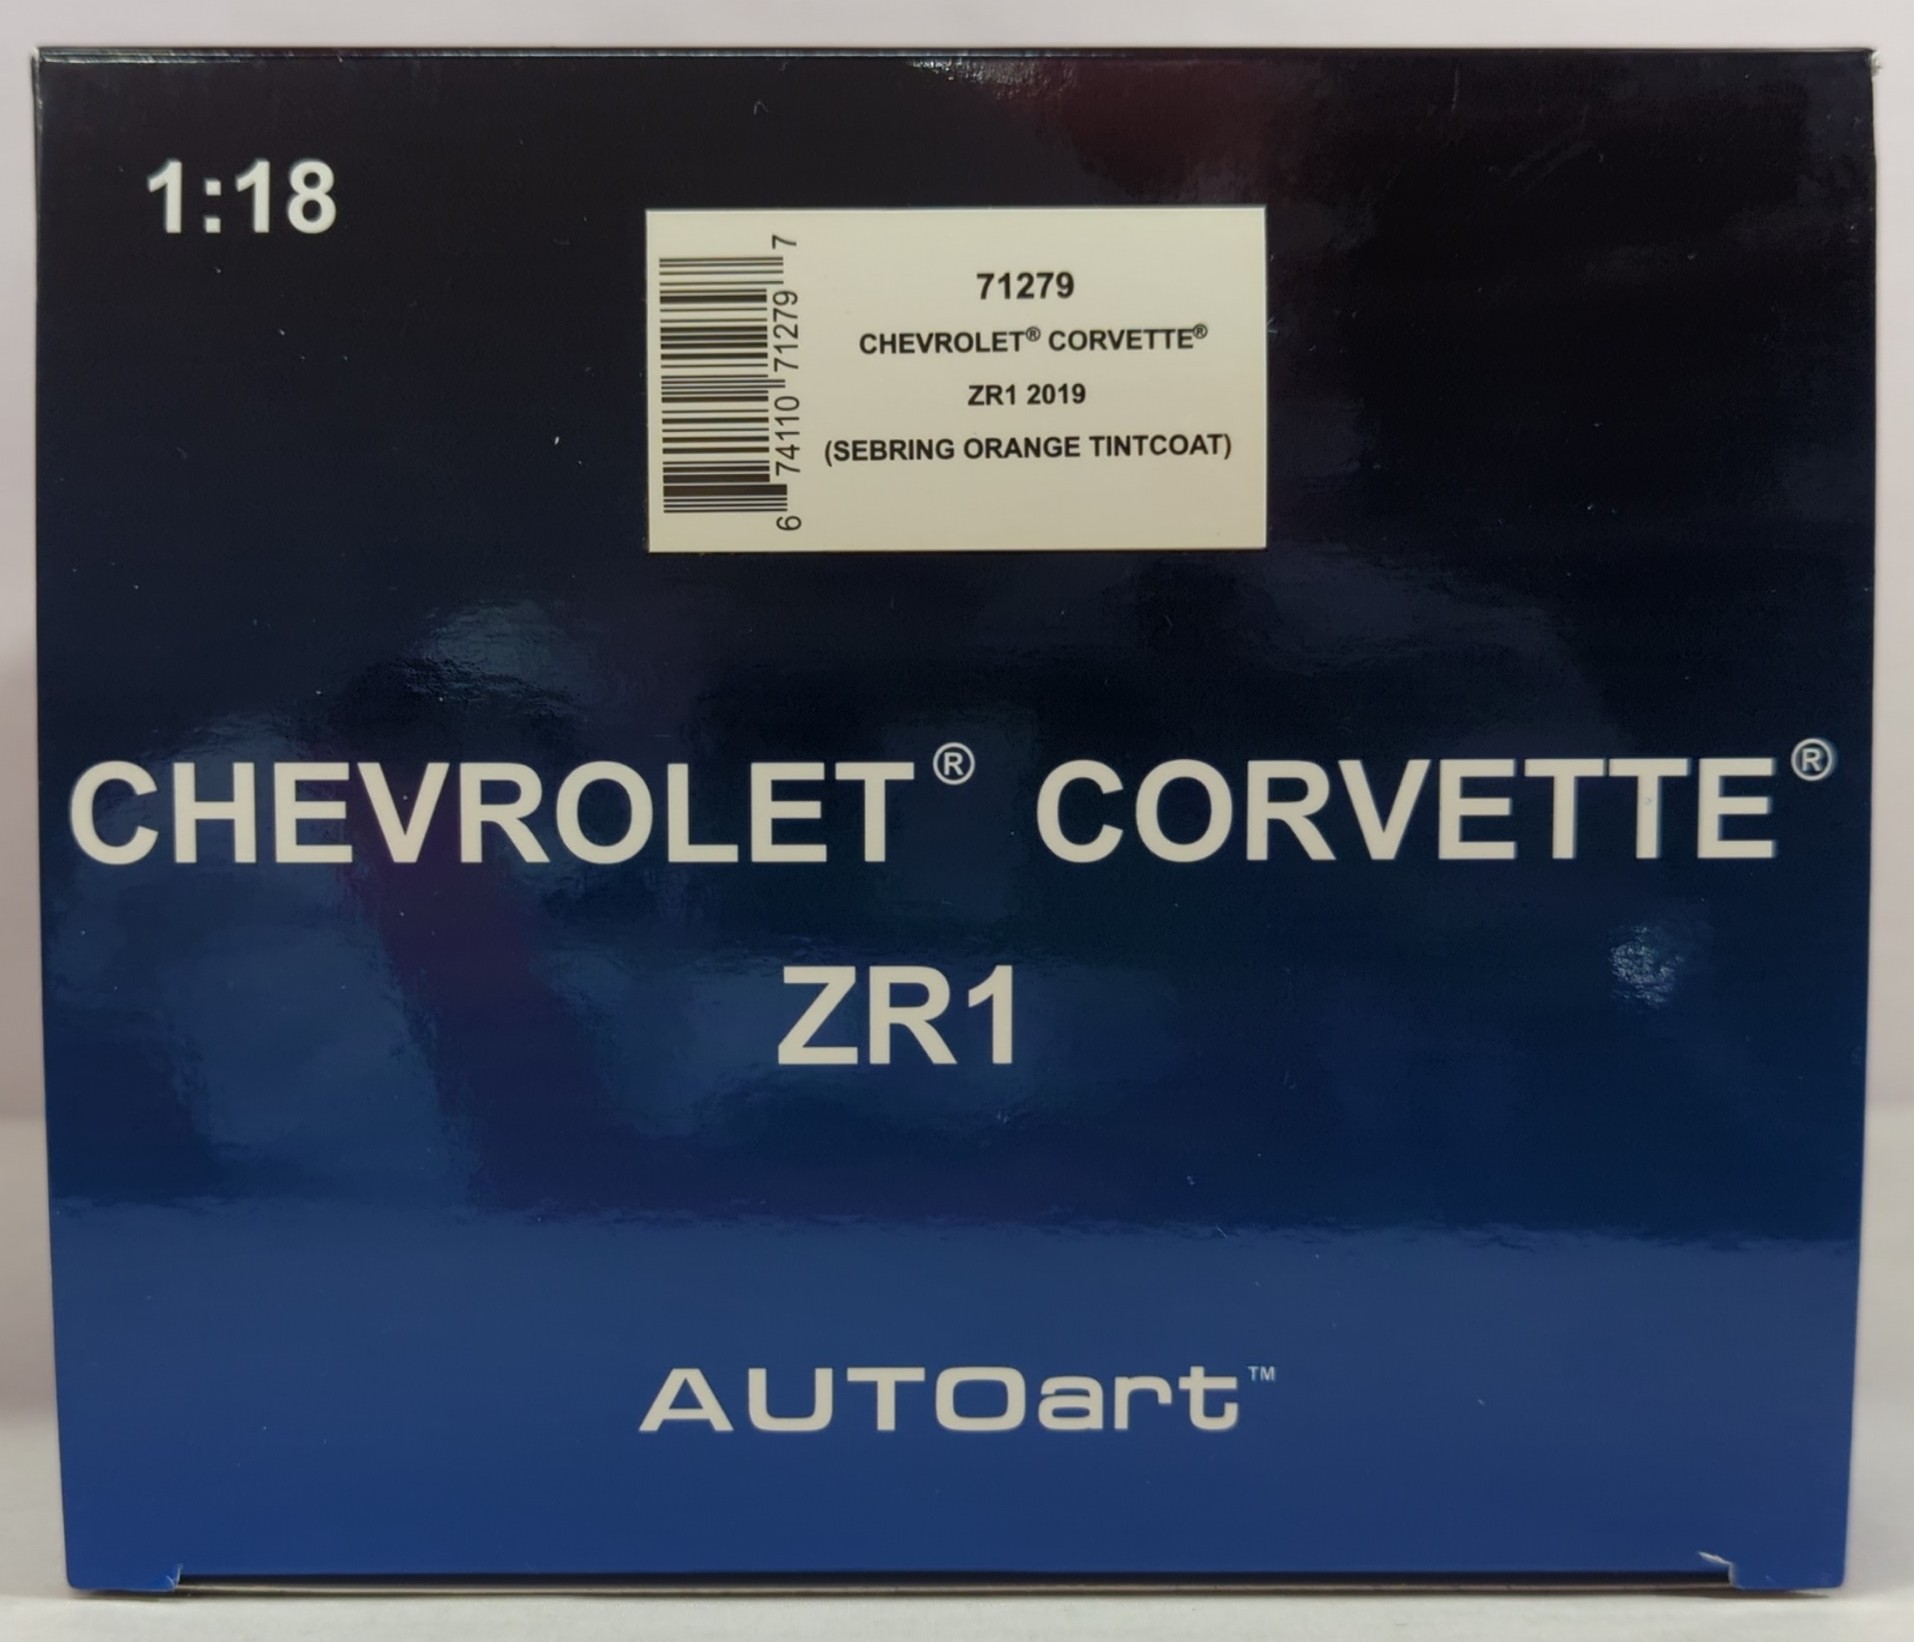 1:18
6 74110 71279 7
71279
CHEVROLET® CORVETTE®
ZR1 2019
(SEBRING ORANGE TINTCOAT)
CHEVROLET® CORVETTE®
ZR1
AUTOart™